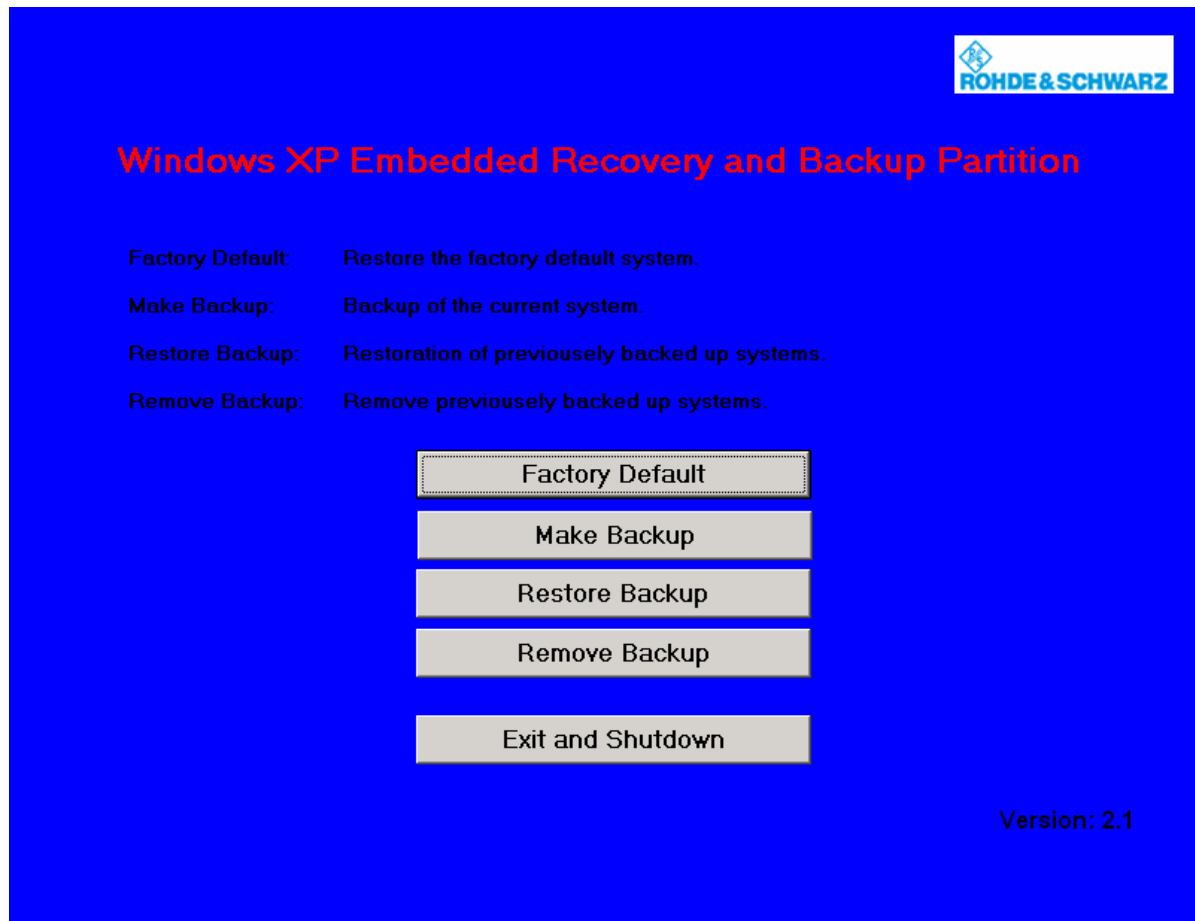 R&S
ROHDE&SCHWARZ
Windows XP Embedded Recovery and Backup Partition
Factory Default: Restore the factory default system.
Make Backup: Backup of the current system.
Restore Backup: Restoration of previousely backed up systems.
Remove Backup: Remove previousely backed up systems.
Factory Default
Make Backup
Restore Backup
Remove Backup
Exit and Shutdown
Version: 2.1